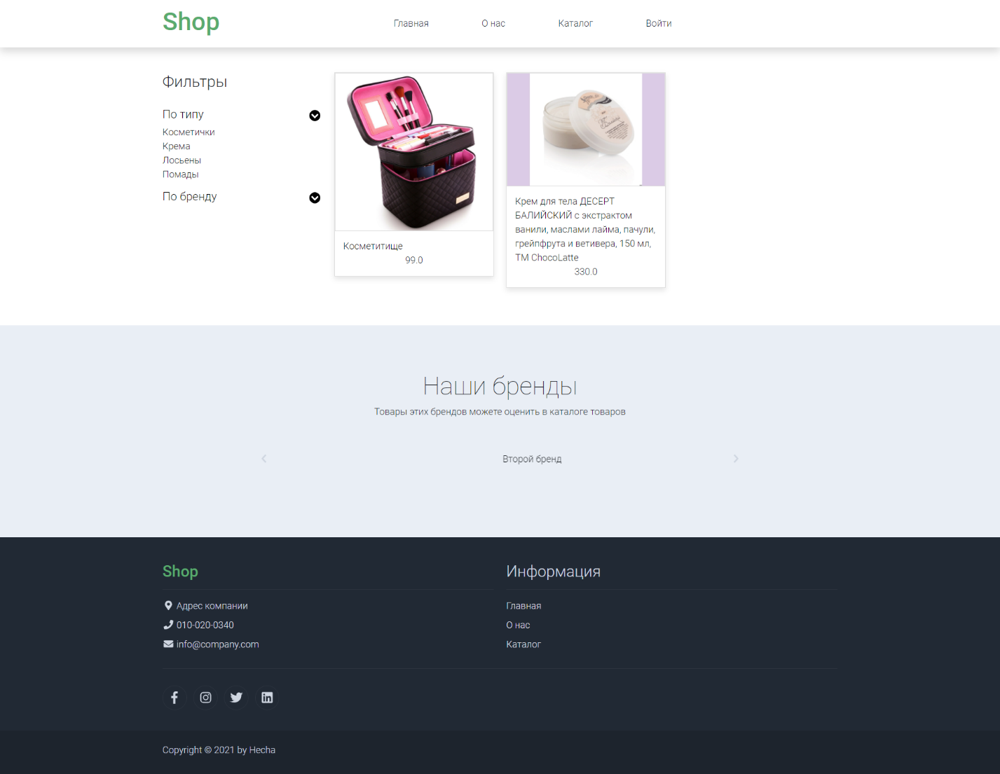 Shop
Главная
О нас
Каталог
Войти
Фильтры
По типу
Косметички
Крема
Лосьены
Помады
По бренду
Косметитище
99.0
Крем для тела ДЕСЕРТ
БАЛИЙСКИЙ с экстрактом
ванили, маслами лайма, пачули,
грейпфрута и ветивера, 150 мл,
ТМ ChocoLatte
330.0
Наши бренды
Товары этих брендов можете оценить в каталоге товаров
Второй бренд
Shop
Адрес компании
010-020-0340
info@company.com
Информация
Главная
О нас
Каталог
Copyright © 2021 by Hecha